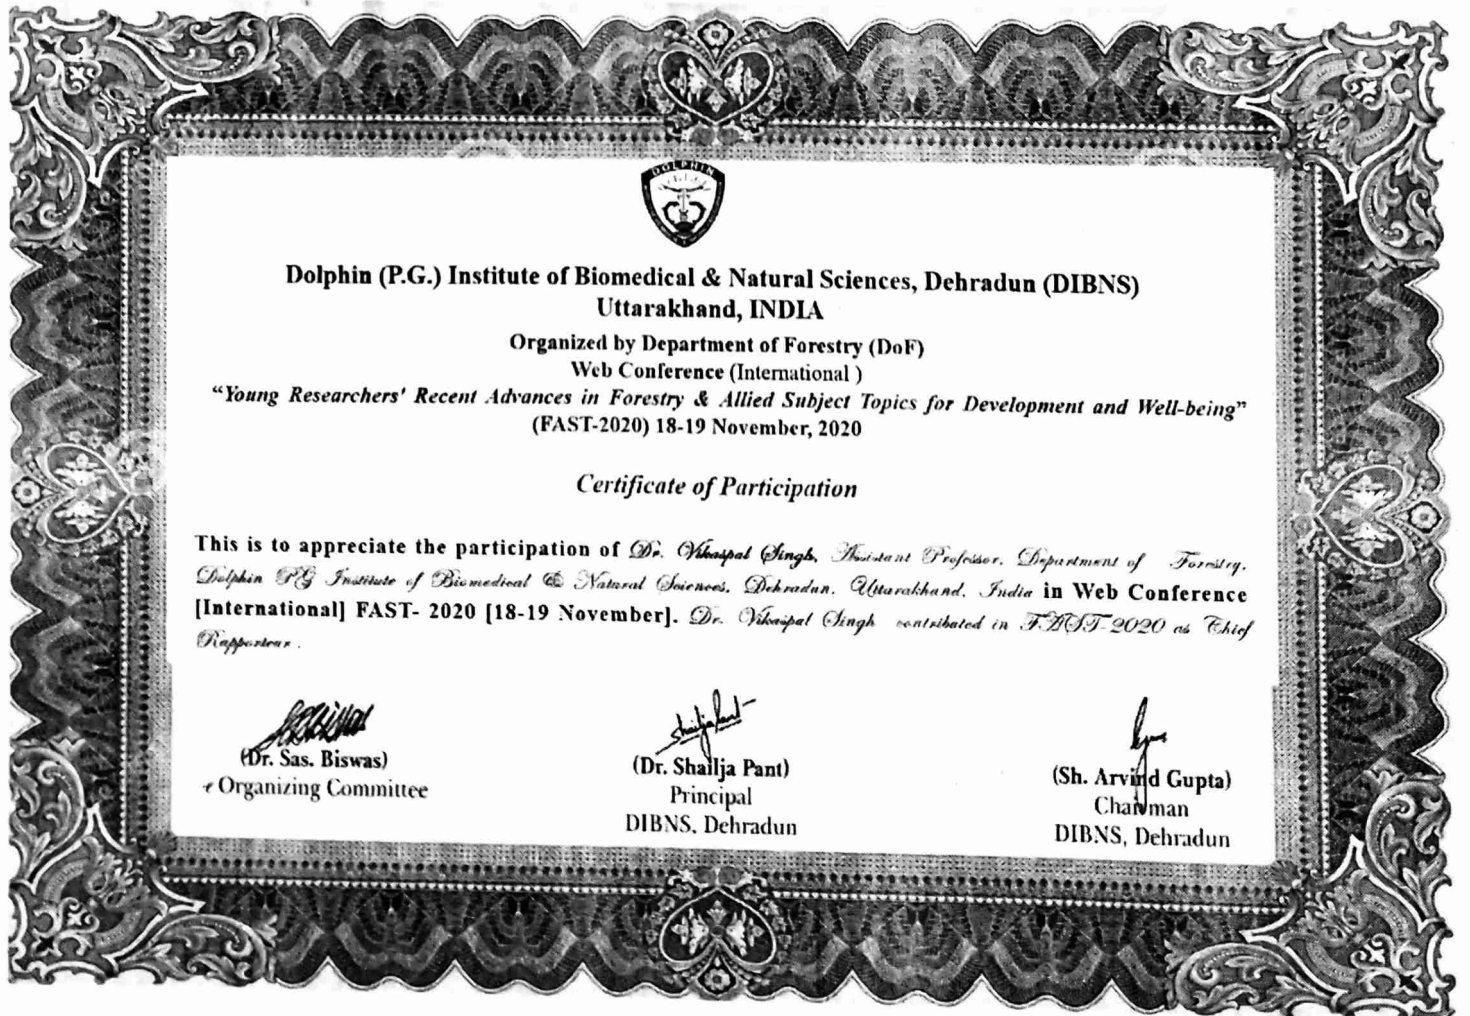 DOLPHIN
Dolphin (P.G.) Institute of Biomedical & Natural Sciences, Dehradun (DIBNS)
Uttarakhand, INDIA
Organized by Department of Forestry (DoF)
Web Conference (International )
“Young Researchers' Recent Advances in Forestry & Allied Subject Topics for Development and Well-being”
(FAST-2020) 18-19 November, 2020
Certificate of Participation
This is to appreciate the participation of Dr. Vikaspal Singh, Assistant Professor, Department of Forestry,
Dolphin PG Institute of Biomedical & Natural Sciences, Dehradun, Uttarakhand, India in Web Conference
[International] FAST- 2020 [18-19 November]. Dr. Vikaspal Singh contributed in FAST-2020 as Chief
Rapporteur.
(Dr. Sas. Biswas)
Organizing Committee
Shailja Pant
(Dr. Shailja Pant)
Principal
DIBNS, Dehradun
(Sh. Arvind Gupta)
Chairman
DIBNS, Dehradun